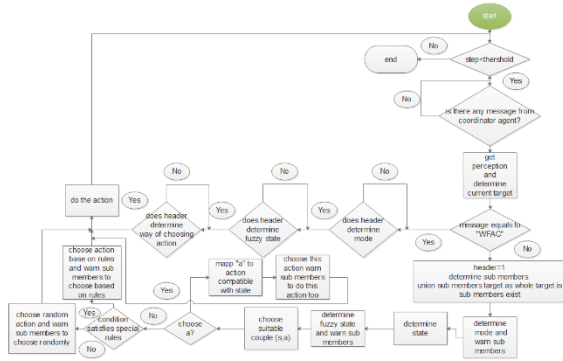 start
No
end
step<thershold
Yes
No
is there any message from
coordinator agent?
get
perception
and
determine
current target
No
No
No
do the action
Yes
does header
determine
way of choosing
action
Yes
does header
determine
fuzzy state
Yes
does header
determine
mode
message equals to
"WFAC"
Yes
No
choose action
base on rules
and warn sub
members to
choose based
on rules
Yes
mapp "a" to
action
compatible
with state
choose this
action warn
sub members
to do this
action too
header=1
determine sub members
union sub members target as whole target is
sub members exist
choose random
action and warn
sub members to
choose randomly
Yes
No
condition
satisfies special
rules
No
choose
a?
choose
suitable
couple (s,a)
determine
fuzzy state
and warn sub
members
determine
state
determine
mode and
warn sub
members